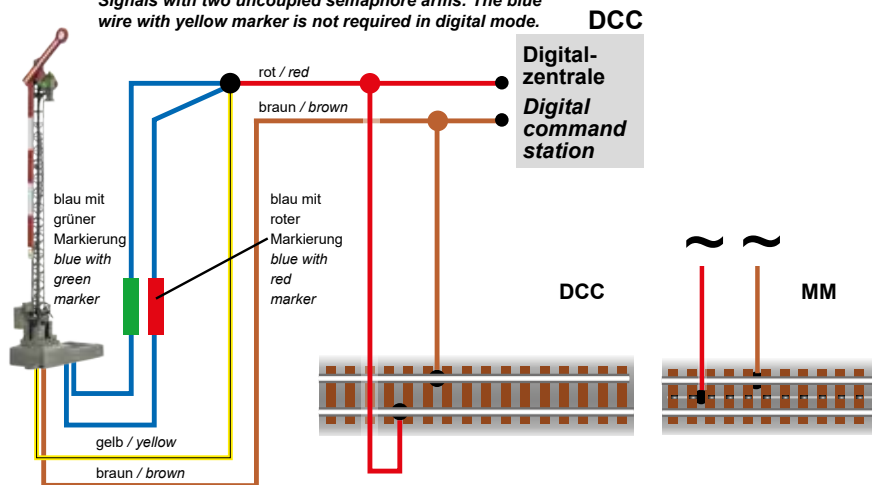 Signals with two uncoupled semaphore arms. The blue
wire with yellow marker is not required in digital mode.
DCC
Digital-
zentrale
Digital
command
station
rot / red
braun / brown
blau mit
grüner
Markierung
blue with
green
marker
blau mit
roter
Markierung
blue with
red
marker
~ ~
DCC
MM
gelb / yellow
braun / brown